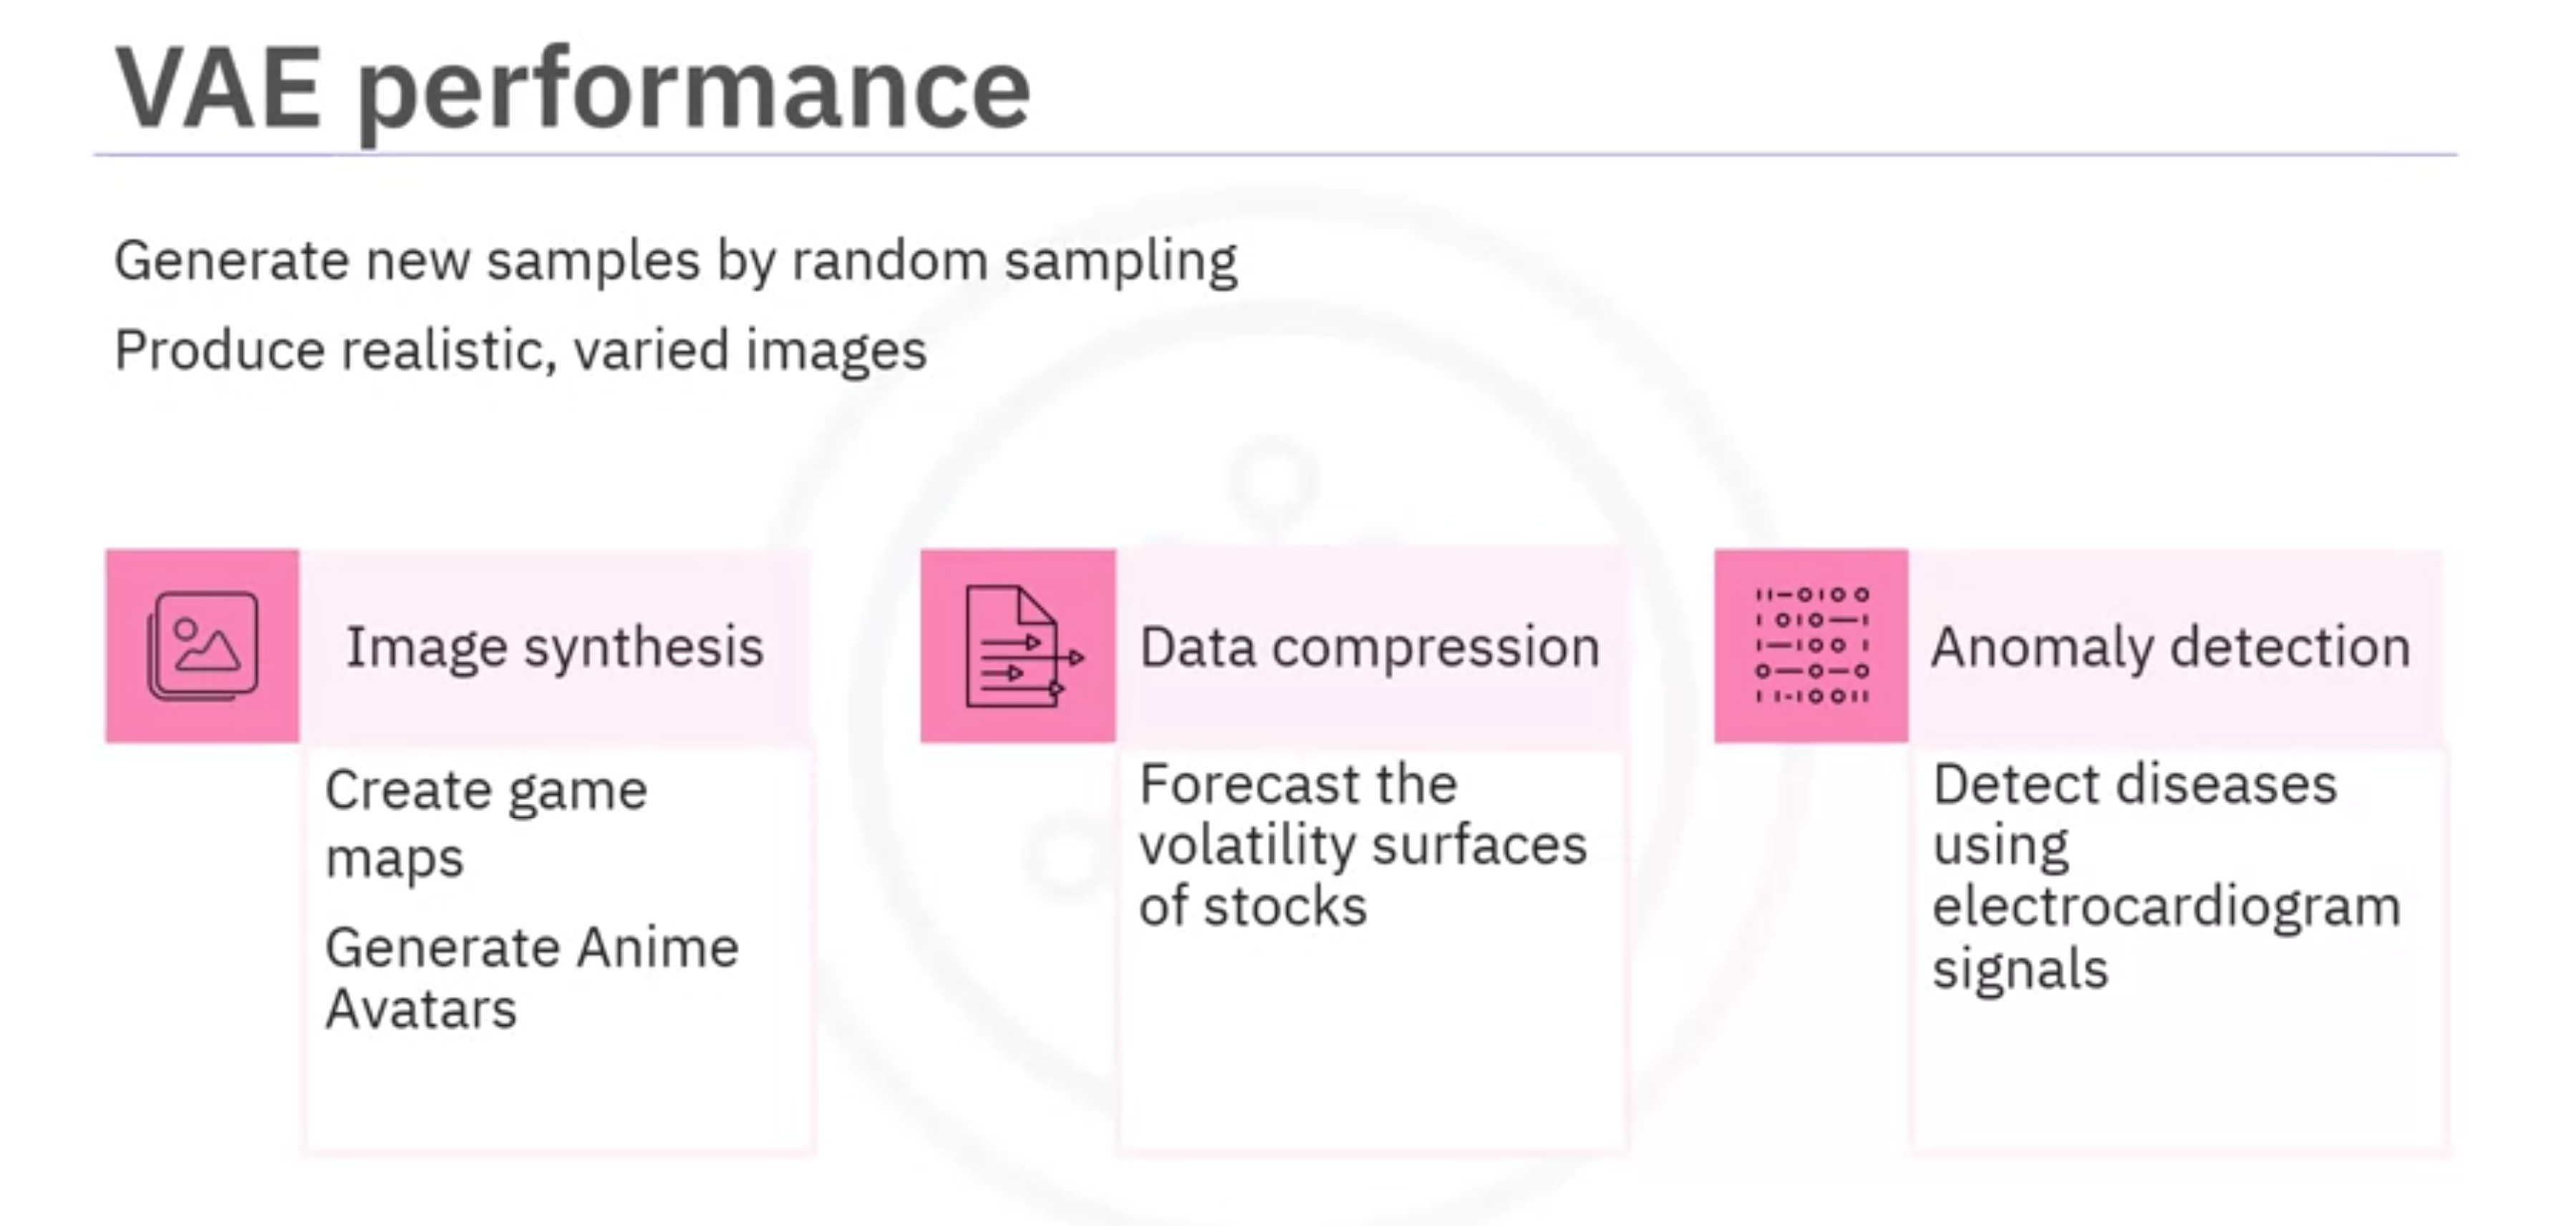 VAE performance
Generate new samples by random sampling
Produce realistic, varied images
Image synthesis
Create game
maps
Generate Anime
Avatars
Data compression
Forecast the
volatility surfaces
of stocks
Anomaly detection
Detect diseases
using
electrocardiogram
signals